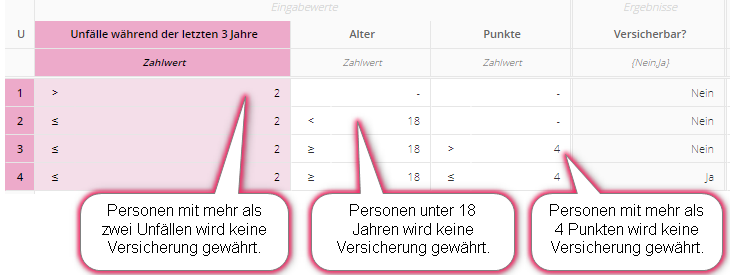 Eingabewerte Ergebnisse
U Unfälle während der letzten 3 Jahre Alter Punkte Versicherbar?
Zahlwert Zahlwert Zahlwert {Nein,Ja}
1 > 2 - - Nein
2 ≤ 2 < 18 - Nein
3 ≤ 2 ≥ 18 > 4 Nein
4 ≤ 2 ≥ 18 ≤ 4 Ja
Personen mit mehr als
zwei Unfällen wird keine
Versicherung gewährt.
Personen unter 18
Jahren wird keine
Versicherung gewährt.
Personen mit mehr als
4 Punkten wird keine
Versicherung gewährt.